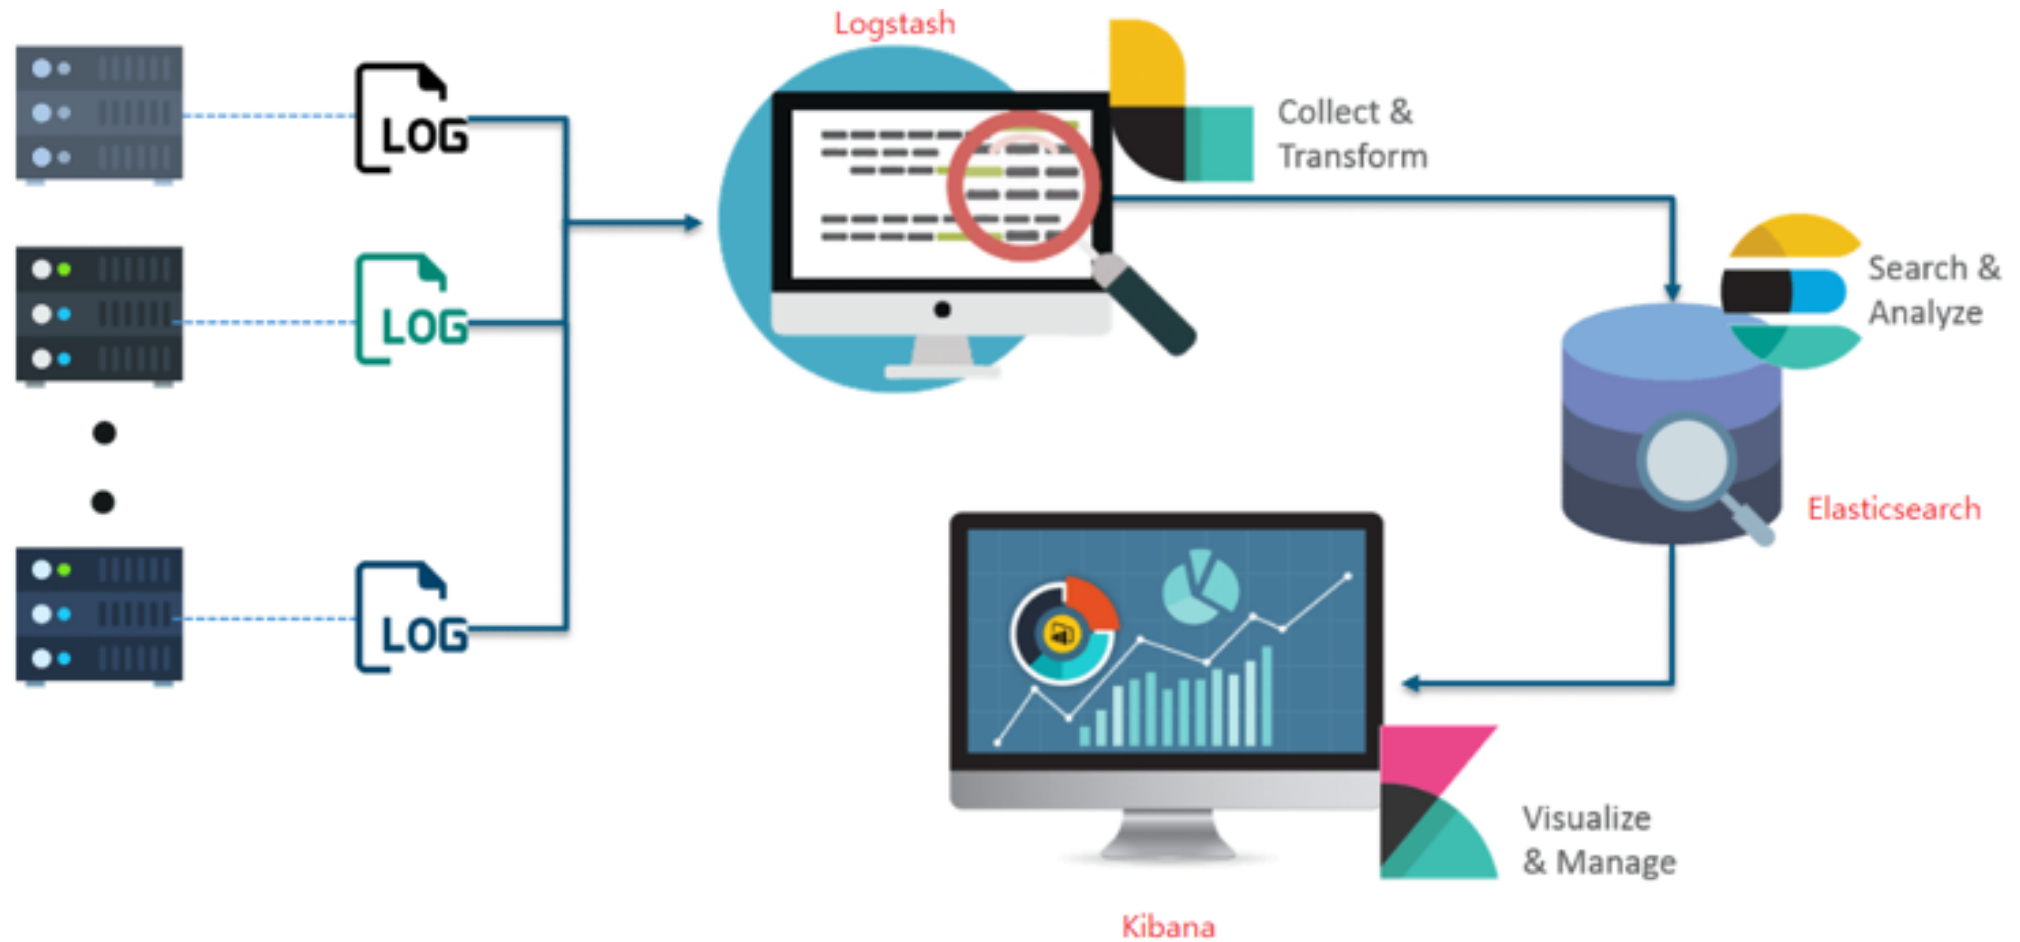 Logstash
LOG
Collect &
Transform
LOG
Search &
Analyze
Elasticsearch
LOG
Visualize
& Manage
Kibana